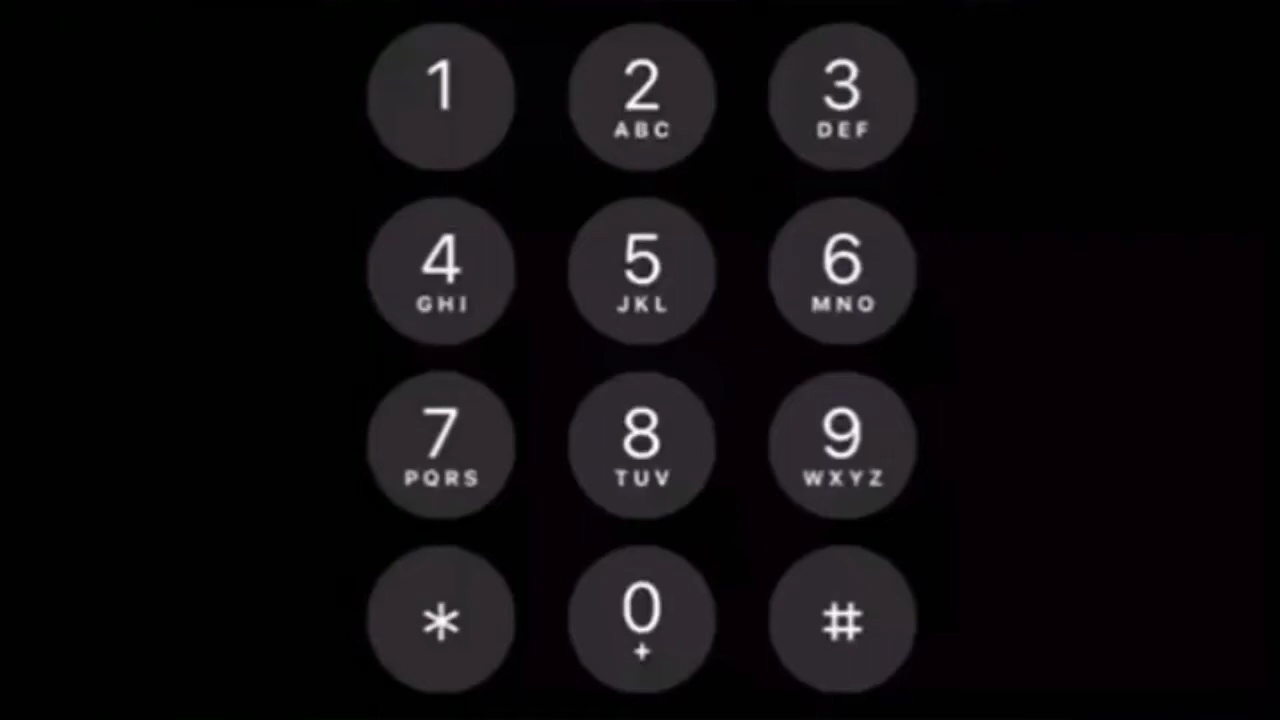 1 2 3
ABC DEF
4 5 6
GHI JKL MNO
7 8 9
PQRS TUV WXYZ
* 0 #
+